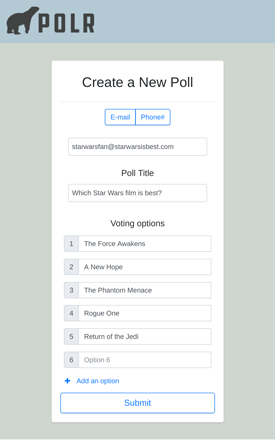 POLR
Create a New Poll
E-mail Phone#
starwarsfan@starwarsisbest.com
Poll Title
Which Star Wars film is best?
Voting options
1 The Force Awakens
2 A New Hope
3 The Phantom Menace
4 Rogue One
5 Return of the Jedi
6 Option 6
+ Add an option
Submit